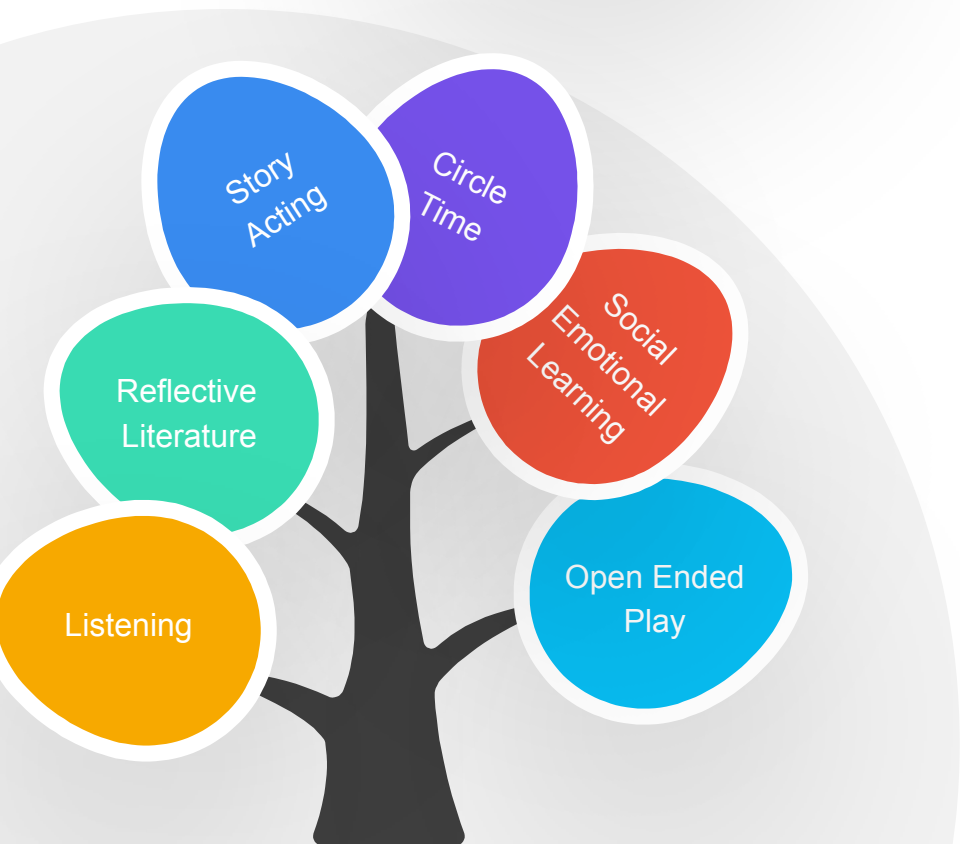 Story
Acting
Circle
Time
Social
Emotional
Learning
Reflective
Literature
Open Ended
Play
Listening